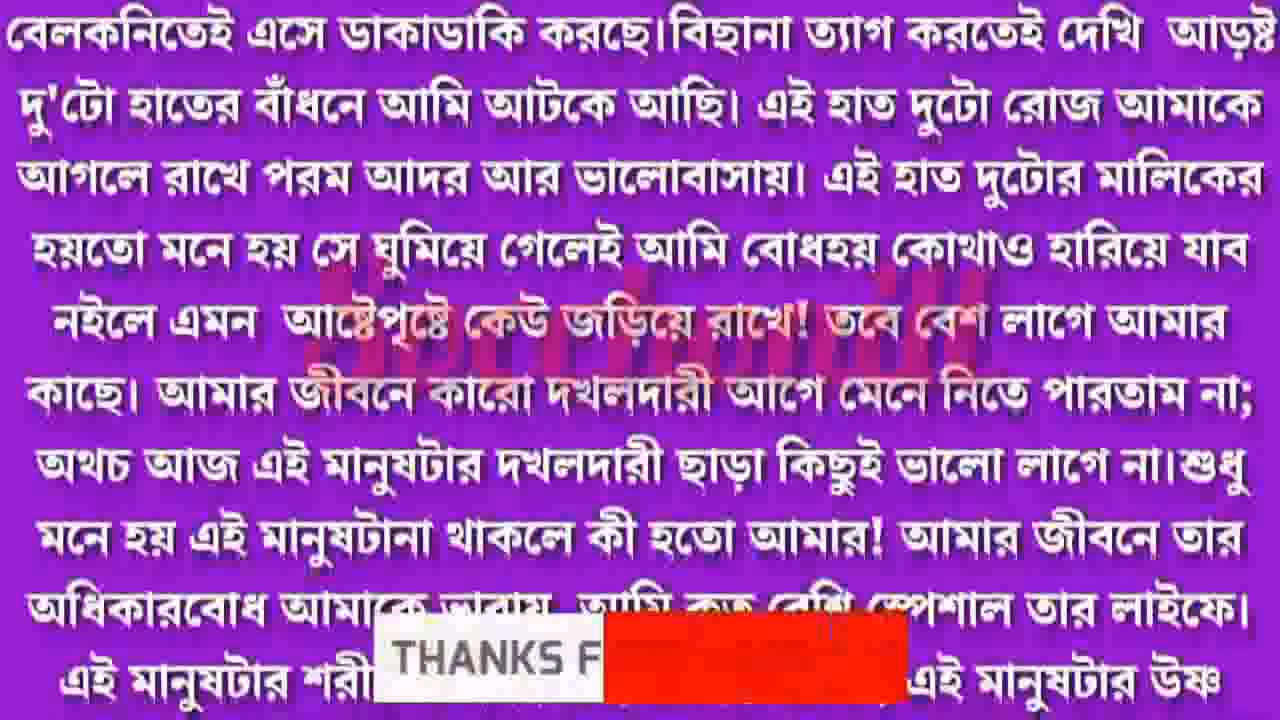 বেলকনিতেই এসে ডাকাডাকি করছে।বিছানা ত্যাগ করতেই দেখি আড়ষ্ট
দু'টো হাতের বাঁধনে আমি আটকে আছি। এই হাত দুটো রোজ আমাকে
আগলে রাখে পরম আদর আর ভালোবাসায়। এই হাত দুটোর মালিকের
হয়তো মনে হয় সে ঘুমিয়ে গেলেই আমি বোধহয় কোথাও হারিয়ে যাব
নইলে এমন আষ্টেপৃষ্টে কেউ জড়িয়ে রাখে! তবে বেশ লাগে আমার
কাছে। আমার জীবনে কারো দখলদারী আগে মেনে নিতে পারতাম না;
অথচ আজ এই মানুষটার দখলদারী ছাড়া কিছুই ভালো লাগে না।শুধু
মনে হয় এই মানুষটানা থাকলে কী হতো আমার! আমার জীবনে তার
অধিকারবোধ আমাকে ভাবায় আমি কত বেশি স্পেশাল তার লাইফে।
এই মানুষটার এই মানুষটার উষ্ণ
THANKS F